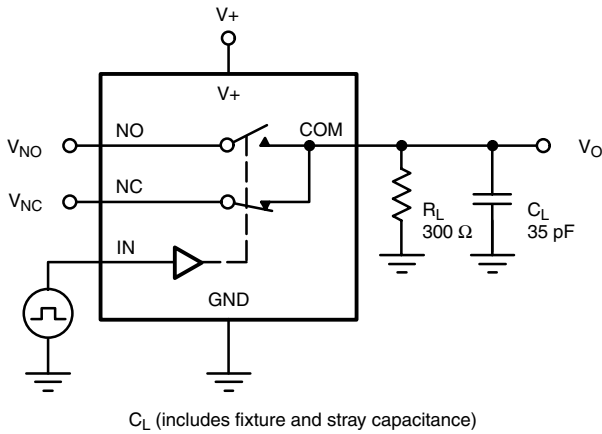 V+
V+
NO
COM
V_NO
V_O
NC
V_NC
R_L
300 Ω
C_L
35 pF
IN
GND
C_L (includes fixture and stray capacitance)